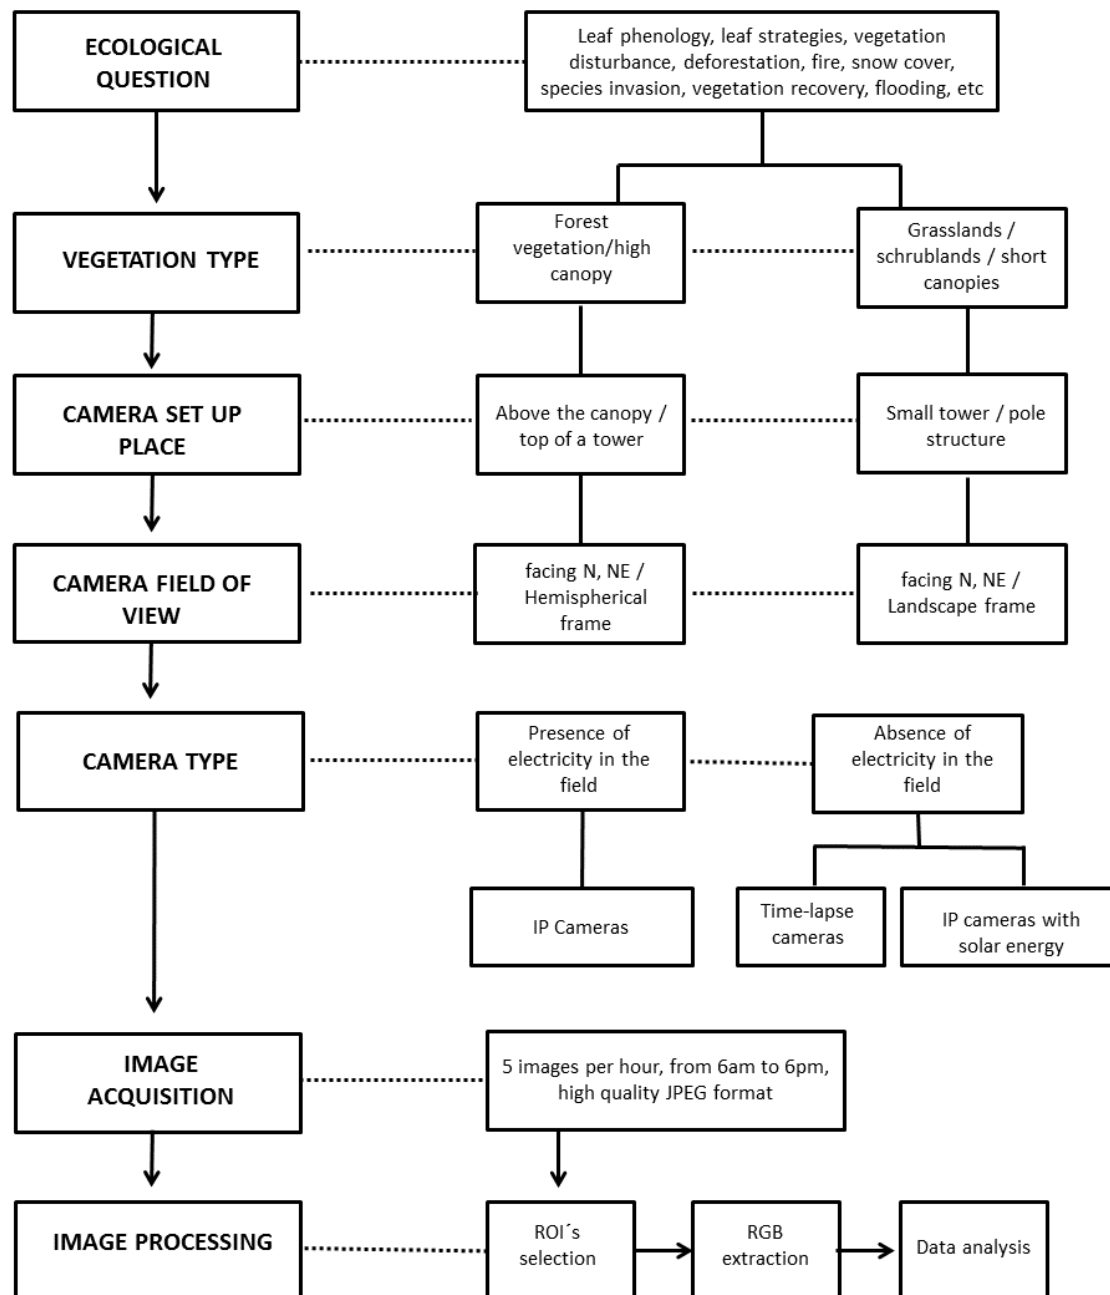 ECOLOGICAL
QUESTION
Leaf phenology, leaf strategies, vegetation
disturbance, deforestation, fire, snow cover,
species invasion, vegetation recovery, flooding, etc
VEGETATION TYPE
Forest
vegetation/high
canopy
Grasslands /
schrublands / short
canopies
CAMERA SET UP
PLACE
Above the canopy /
top of a tower
Small tower / pole
structure
CAMERA FIELD OF
VIEW
facing N, NE /
Hemispherical
frame
facing N, NE /
Landscape frame
CAMERA TYPE
Presence of
electricity in the
field
Absence of
electricity in the
field
IP Cameras
Time-lapse
cameras
IP cameras with
solar energy
IMAGE
ACQUISITION
5 images per hour, from 6am to 6pm,
high quality JPEG format
IMAGE PROCESSING
ROI´s
selection
RGB
extraction
Data analysis